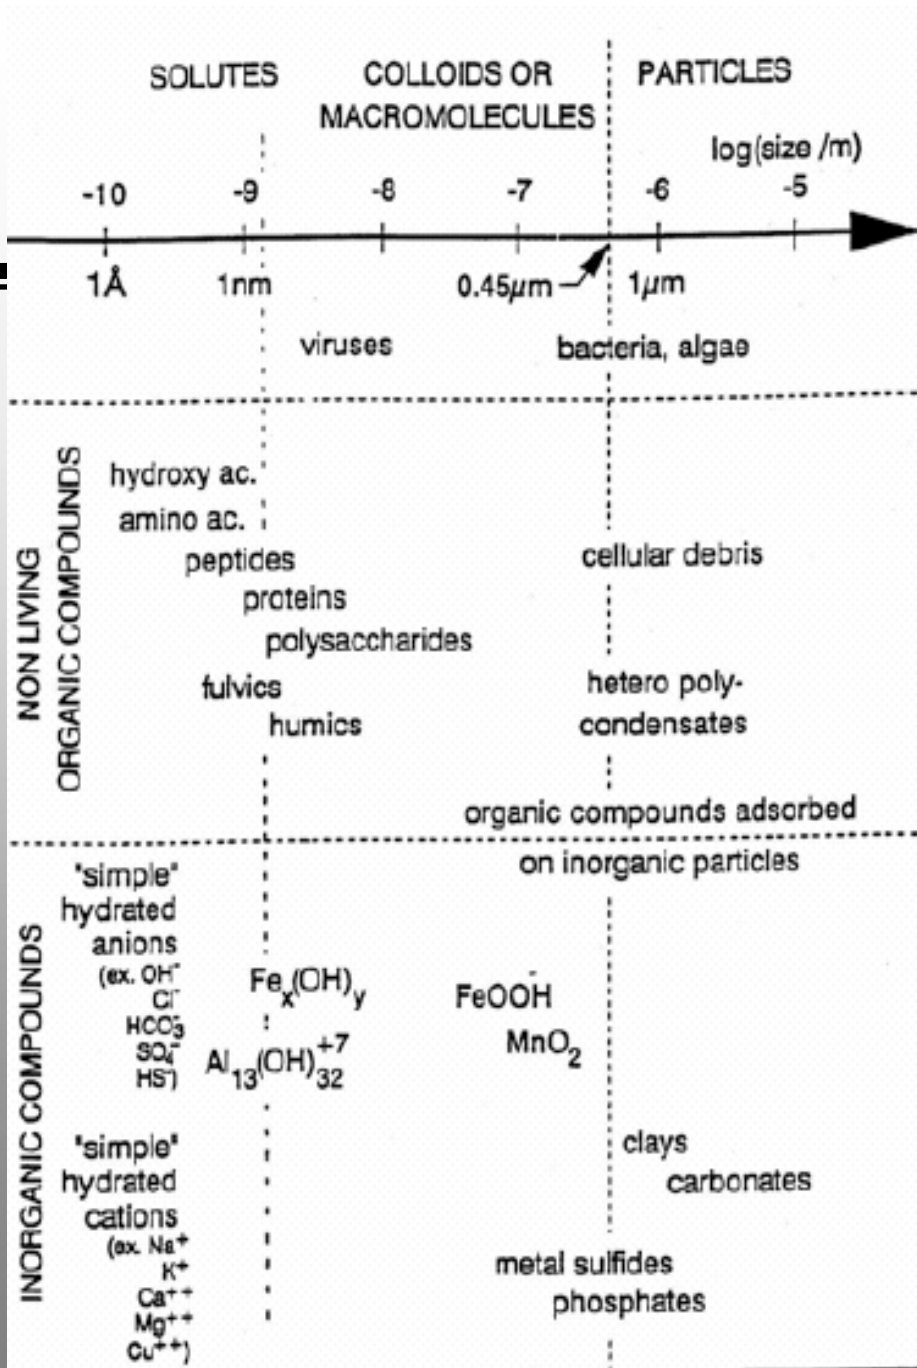 SOLUTES COLLOIDS OR PARTICLES
MACROMOLECULES
log(size /m)
-10 -9 -8 -7 -6 -5
1Å 1nm 0.45µm 1µm
viruses bacteria, algae
NON LIVING
ORGANIC COMPOUNDS
hydroxy ac.
amino ac.
peptides cellular debris
proteins
polysaccharides
fulvics hetero poly-
humics condensates
organic compounds adsorbed
on inorganic particles
INORGANIC COMPOUNDS
"simple"
hydrated
anions
(ex. OH⁻
Cl⁻
HCO₃⁻
SO₄⁻
HS⁻)
Feₓ(OH)ᵧ FeOOH
MnO₂
Al₁₃(OH)₃₂⁺⁷
"simple" clays
hydrated carbonates
cations
(ex. Na⁺ metal sulfides
K⁺ phosphates
Ca⁺⁺
Mg⁺⁺
Cu⁺⁺)